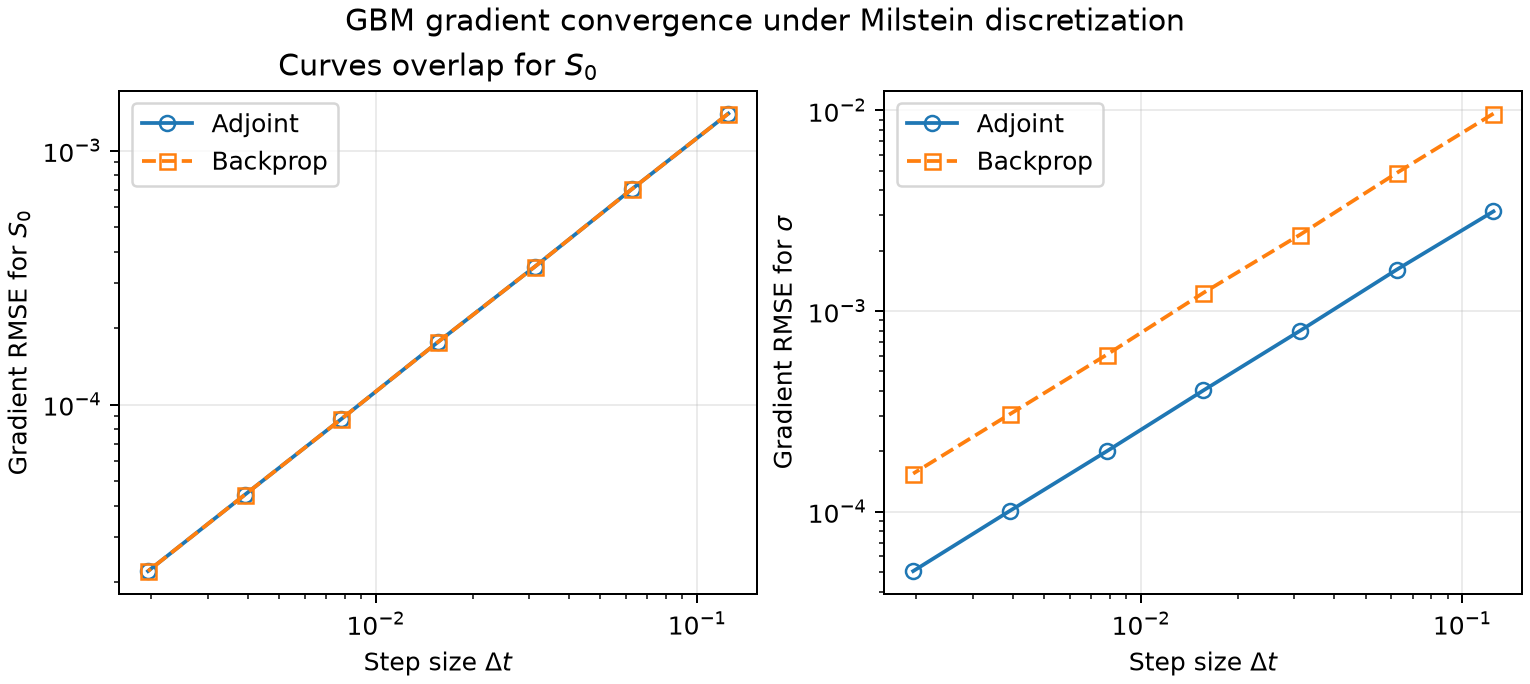 GBM gradient convergence under Milstein discretization
Curves overlap for S₀
Adjoint
Backprop
10⁻³
10⁻⁴
Gradient RMSE for S₀
10⁻²
10⁻¹
Step size Δt
Adjoint
Backprop
10⁻²
10⁻³
10⁻⁴
Gradient RMSE for σ
10⁻²
10⁻¹
Step size Δt